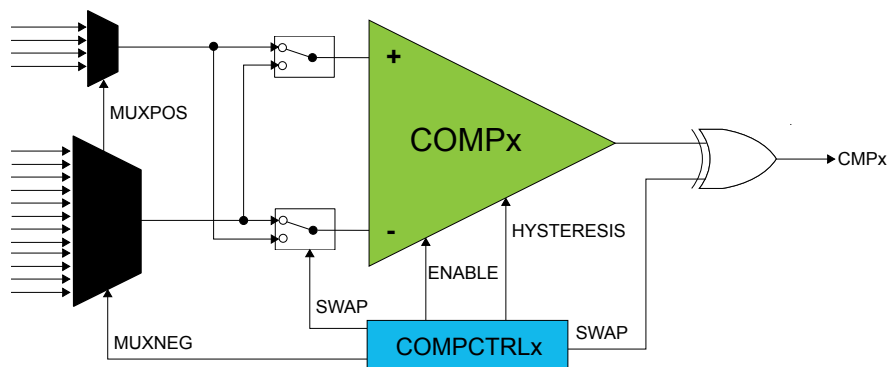 MUXPOS
+
COMPx
CMPx
-
HYSTERESIS
ENABLE
SWAP
SWAP
MUXNEG
COMPCTRLx